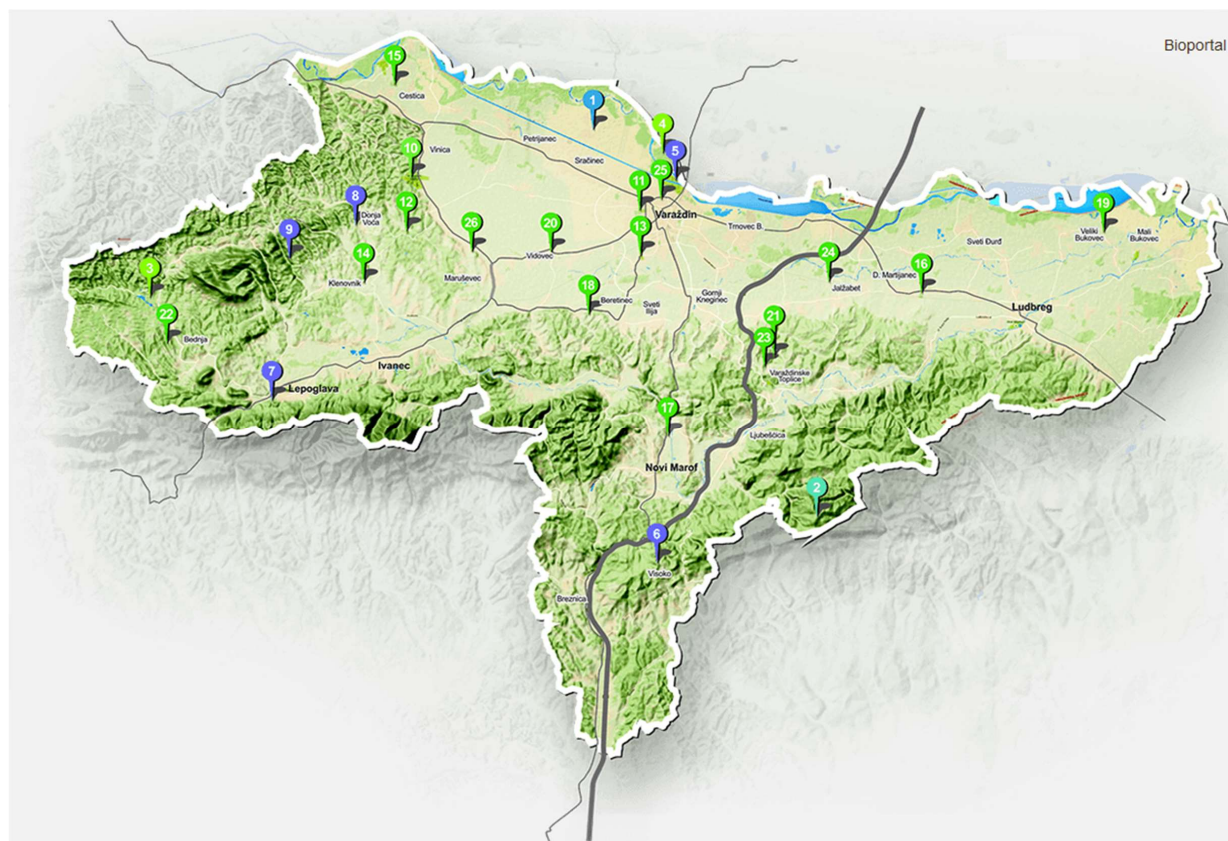 Bioportal
15
Cestica
1
4
Petrijanec
10
Vinica
Sračinec
5
25
11
8
Donja
Voća
12
Varaždin
9
26
20
13
Trnovec B.
19
Veliki
Bukovec
Mali
Bukovec
Sveti Đurđ
Vidovec
3
14
Klenovnik
Maruševec
24
Jalžabet
16
D. Martijanec
18
Beretinec
Sveti
Ilija
Gornji
Kneginec
Ludbreg
22
Bednja
21
23
Varaždinske
Toplice
7
Lepoglava
Ivanec
17
Ljubešćica
Novi Marof
2
6
Visoko
Breznica